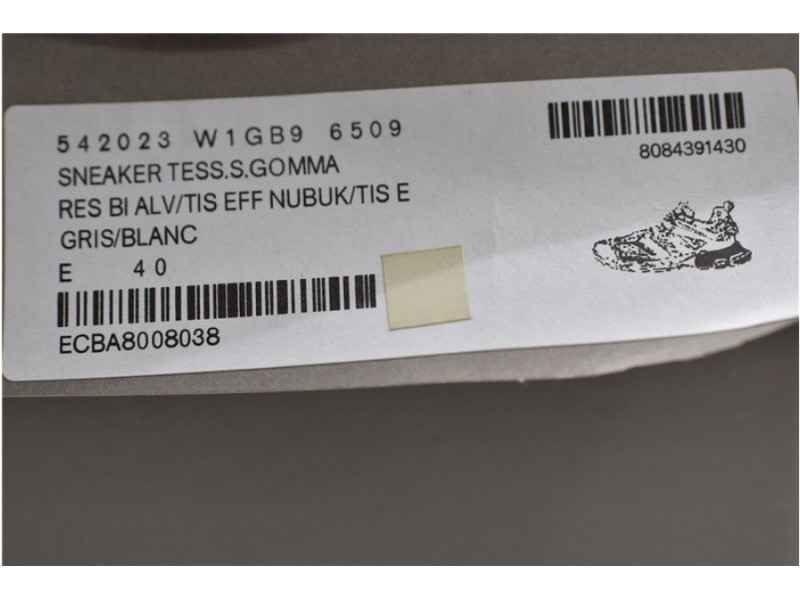 542023 W1GB9 6509
8084391430
SNEAKER TESS.S.GOMMA
RES BI ALV/TIS EFF NUBUK/TIS E
GRIS/BLANC
E 40
ECBA8008038